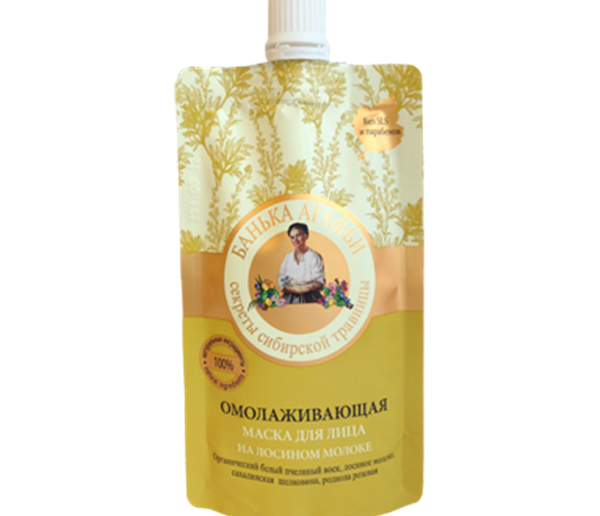 Без SLS
и парабенов
БАНЬКА АГАФЬИ
секреты сибирской травницы
100%
ОМОЛАЖИВАЮЩАЯ
МАСКА ДЛЯ ЛИЦА
НА ЛОСИНОМ МОЛОКЕ
Органический белый пчелиный воск, лосиное молоко,
сахалинская шелковица, родиола розовая